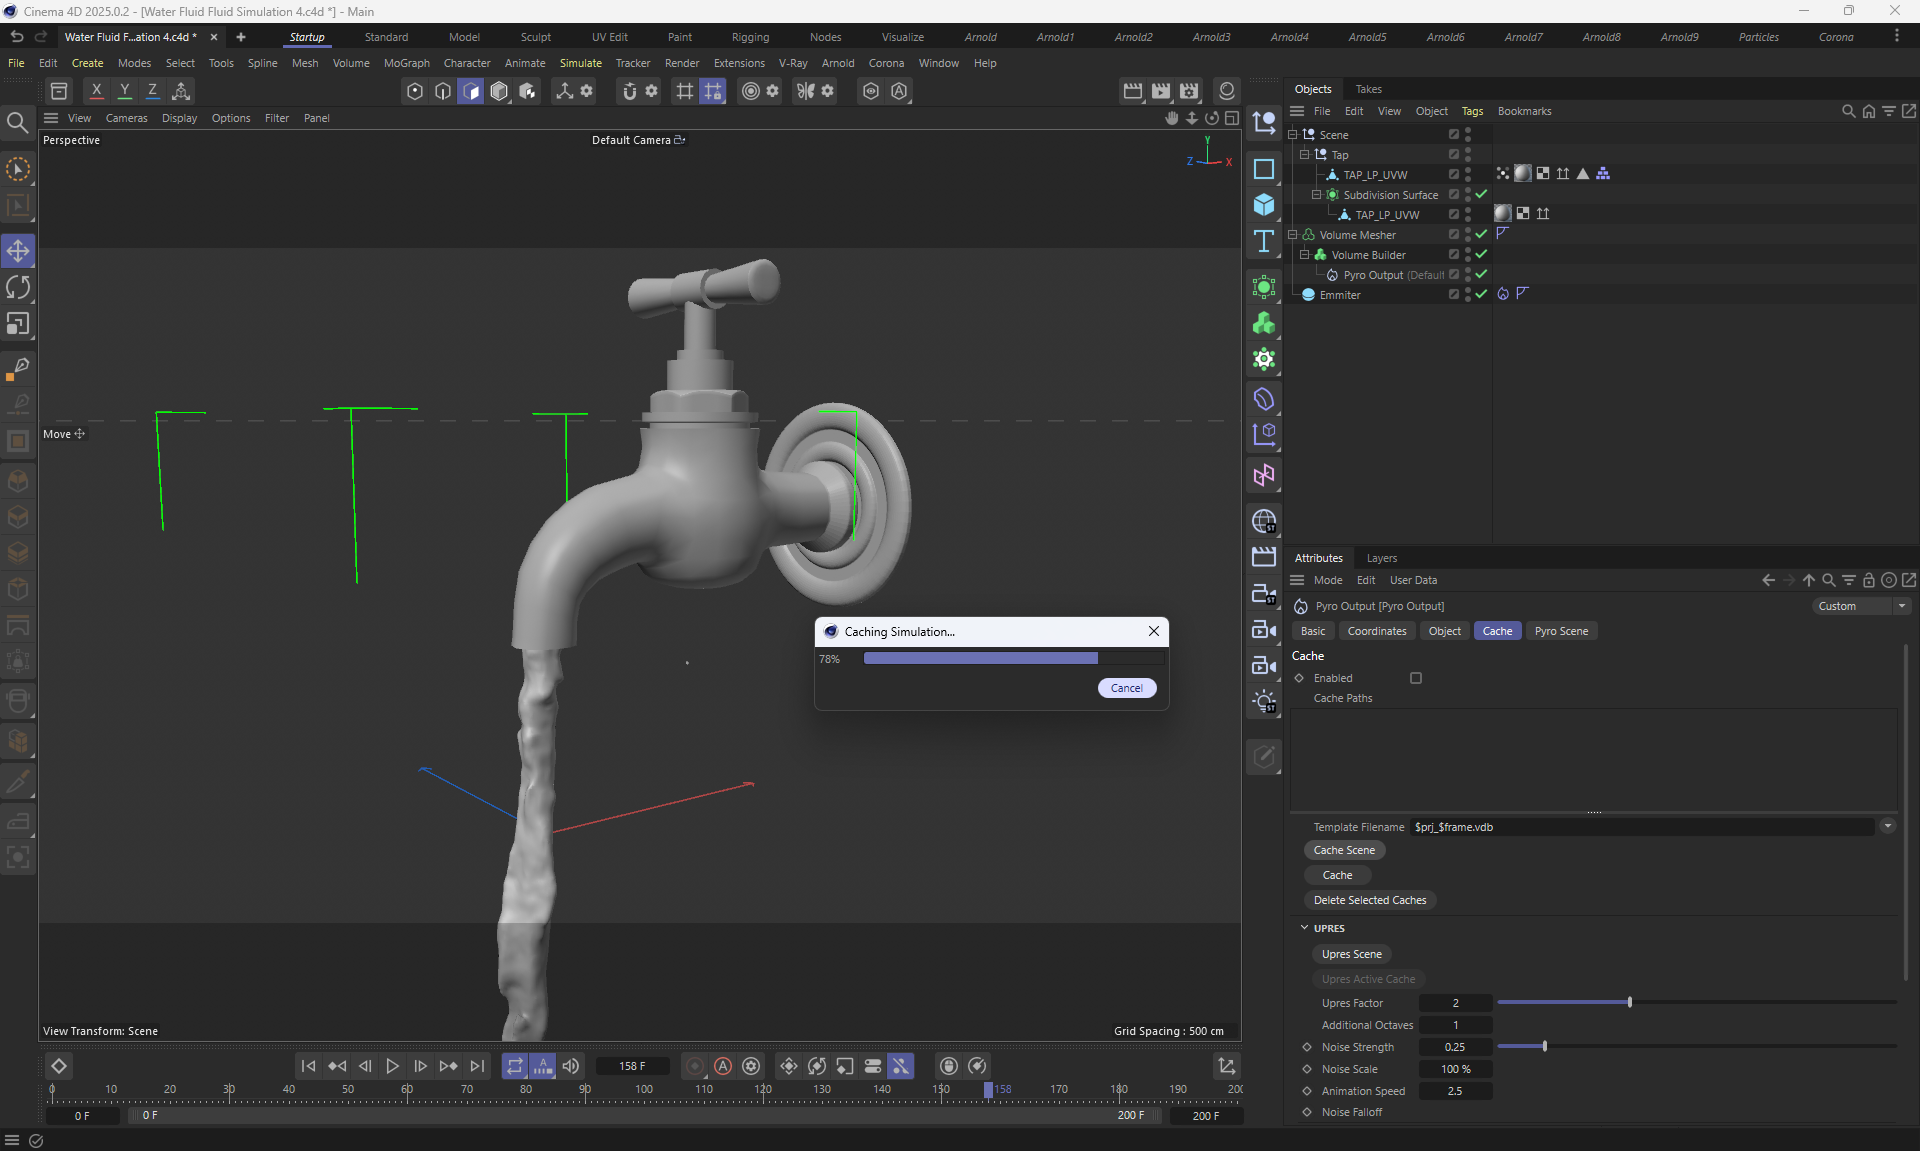 Cinema 4D 2025.0.2 - [Water Fluid Fluid Simulation 4.c4d *] - Main
Water Fluid F...ation 4.c4d *
Startup Standard Model Sculpt UV Edit Paint Rigging Nodes Visualize Arnold Arnold1 Arnold2 Arnold3 Arnold4 Arnold5 Arnold6 Arnold7 Arnold8 Arnold9 Particles Corona
File Edit Create Modes Select Tools Spline Mesh Volume MoGraph Character Animate Simulate Tracker Render Extensions V-Ray Arnold Corona Window Help
X Y Z
View Cameras Display Options Filter Panel
Perspective
Default Camera
Y
Z X
Move
Caching Simulation...
78%
Cancel
View Transform: Scene
Grid Spacing : 500 cm
158 F
0 10 20 30 40 50 60 70 80 90 100 110 120 130 140 150 158 170 180 190 200
0 F
0 F
200 F
200 F
Objects Takes
File Edit View Object Tags Bookmarks
Scene
Tap
TAP_LP_UVW
Subdivision Surface
TAP_LP_UVW
Volume Mesher
Volume Builder
Pyro Output (Default
Emmiter
Attributes Layers
Mode Edit User Data
Pyro Output [Pyro Output]
Custom
Basic Coordinates Object Cache Pyro Scene
Cache
Enabled
Cache Paths
Template Filename $prj_$frame.vdb
Cache Scene
Cache
Delete Selected Caches
UPRES
Upres Scene
Upres Active Cache
Upres Factor 2
Additional Octaves 1
Noise Strength 0.25
Noise Scale 100 %
Animation Speed 2.5
Noise Falloff